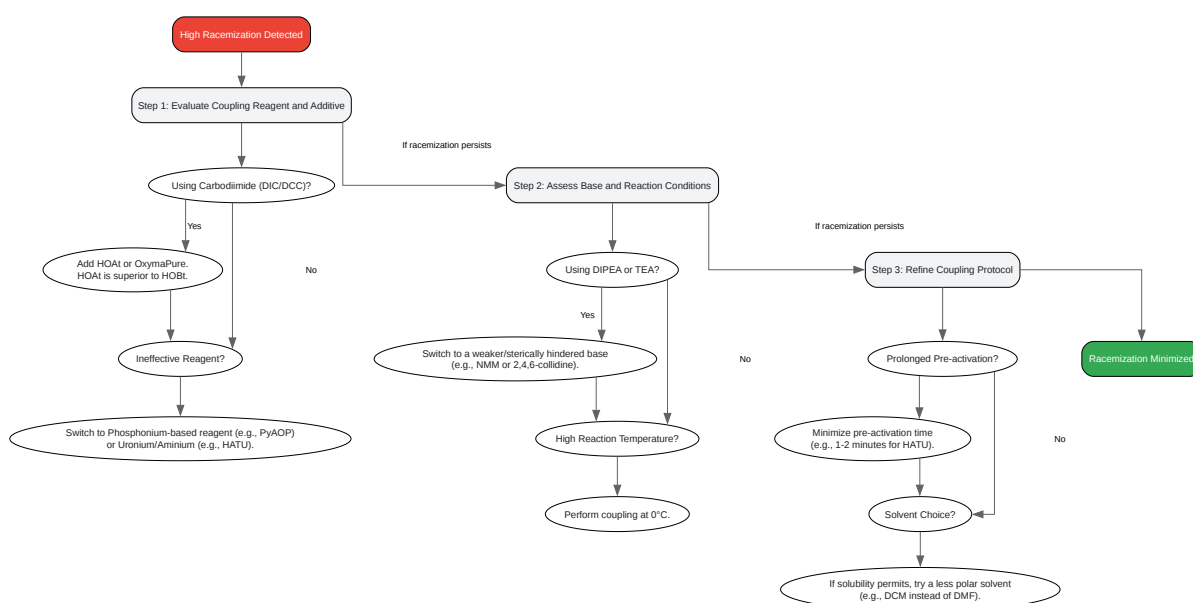 High Racemization Detected
Step 1: Evaluate Coupling Reagent and Additive
If racemization persists
Using Carbodiimide (DIC/DCC)?
Step 2: Assess Base and Reaction Conditions
Yes
If racemization persists
Add HOAt or OxymaPure.
HOAt is superior to HOBt.
No
Using DIPEA or TEA?
Step 3: Refine Coupling Protocol
Yes
Ineffective Reagent?
Switch to a weaker/sterically hindered base
(e.g., NMM or 2,4,6-collidine).
No
Prolonged Pre-activation?
Racemization Minimized
Switch to Phosphonium-based reagent (e.g., PyAOP)
or Uronium/Aminium (e.g., HATU).
High Reaction Temperature?
Minimize pre-activation time
(e.g., 1-2 minutes for HATU).
No
Perform coupling at 0°C.
Solvent Choice?
If solubility permits, try a less polar solvent
(e.g., DCM instead of DMF).